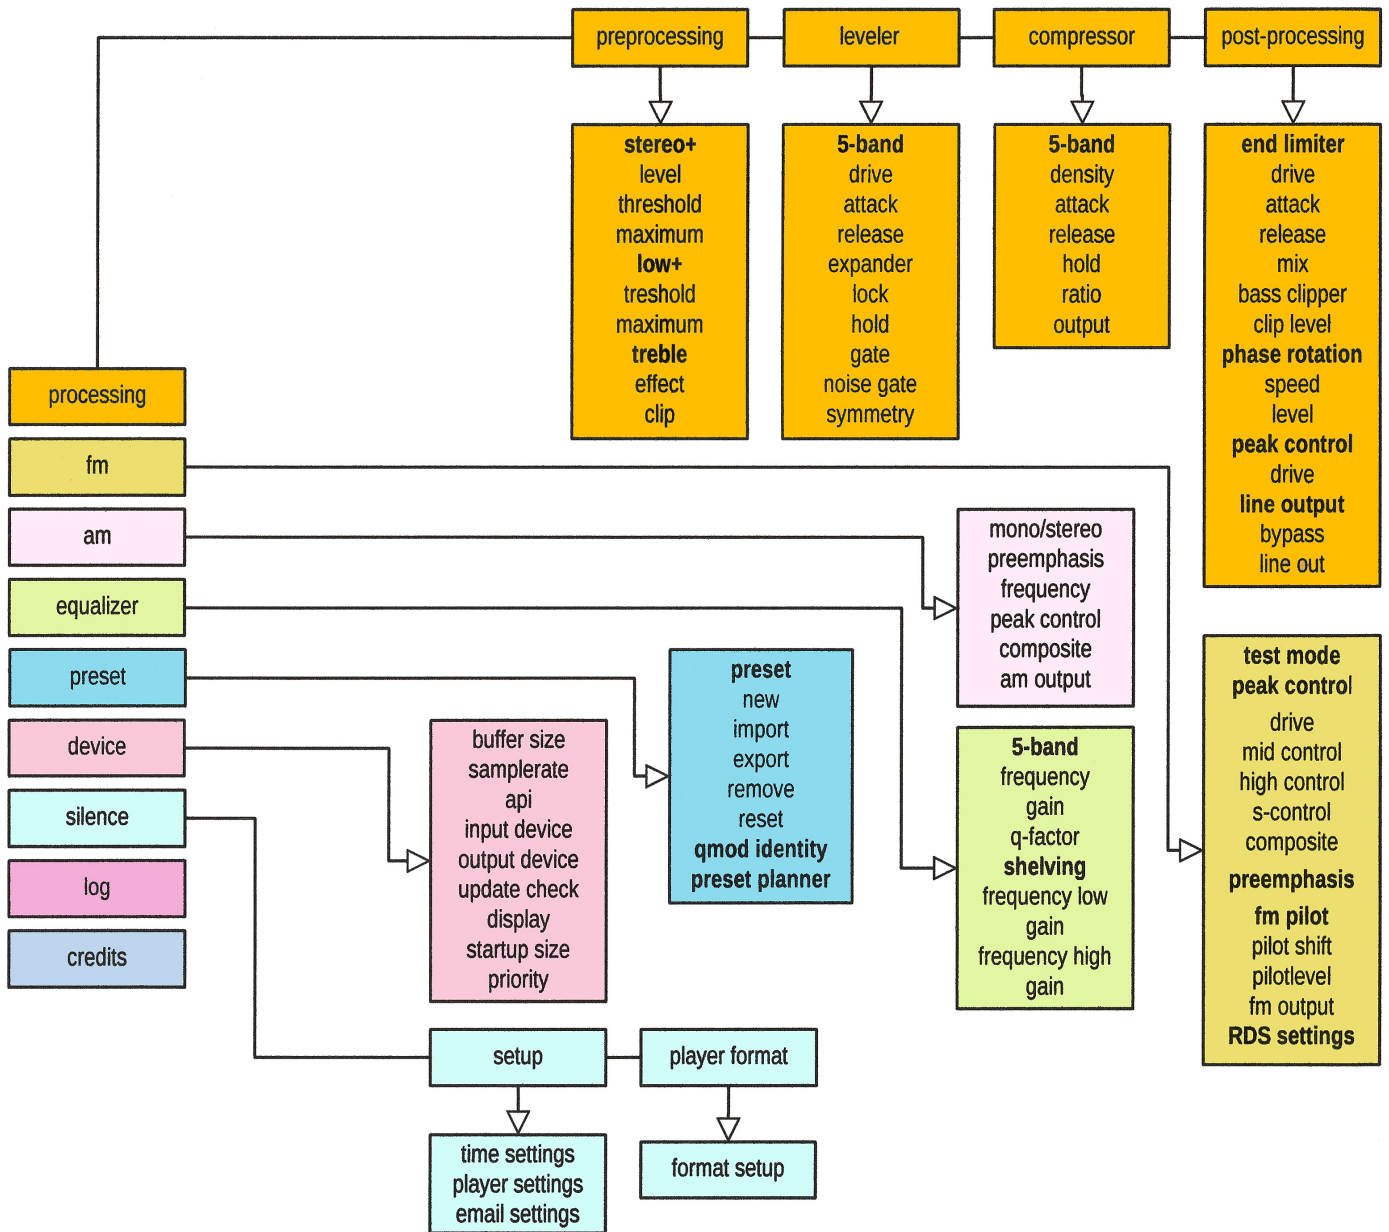 preprocessing
leveler
compressor
post-processing
stereo+
level
threshold
maximum
low+
treshold
maximum
treble
effect
clip
5-band
drive
attack
release
expander
lock
hold
gate
noise gate
symmetry
5-band
density
attack
release
hold
ratio
output
end limiter
drive
attack
release
mix
bass clipper
clip level
phase rotation
speed
level
peak control
drive
line output
bypass
line out
processing
fm
am
equalizer
preset
device
silence
log
credits
mono/stereo
preemphasis
frequency
peak control
composite
am output
5-band
frequency
gain
q-factor
shelving
frequency low
gain
frequency high
gain
test mode
peak control
drive
mid control
high control
s-control
composite
preemphasis
fm pilot
pilot shift
pilotlevel
fm output
RDS settings
preset
new
import
export
remove
reset
qmod identity
preset planner
buffer size
samplerate
api
input device
output device
update check
display
startup size
priority
setup
player format
time settings
player settings
email settings
format setup